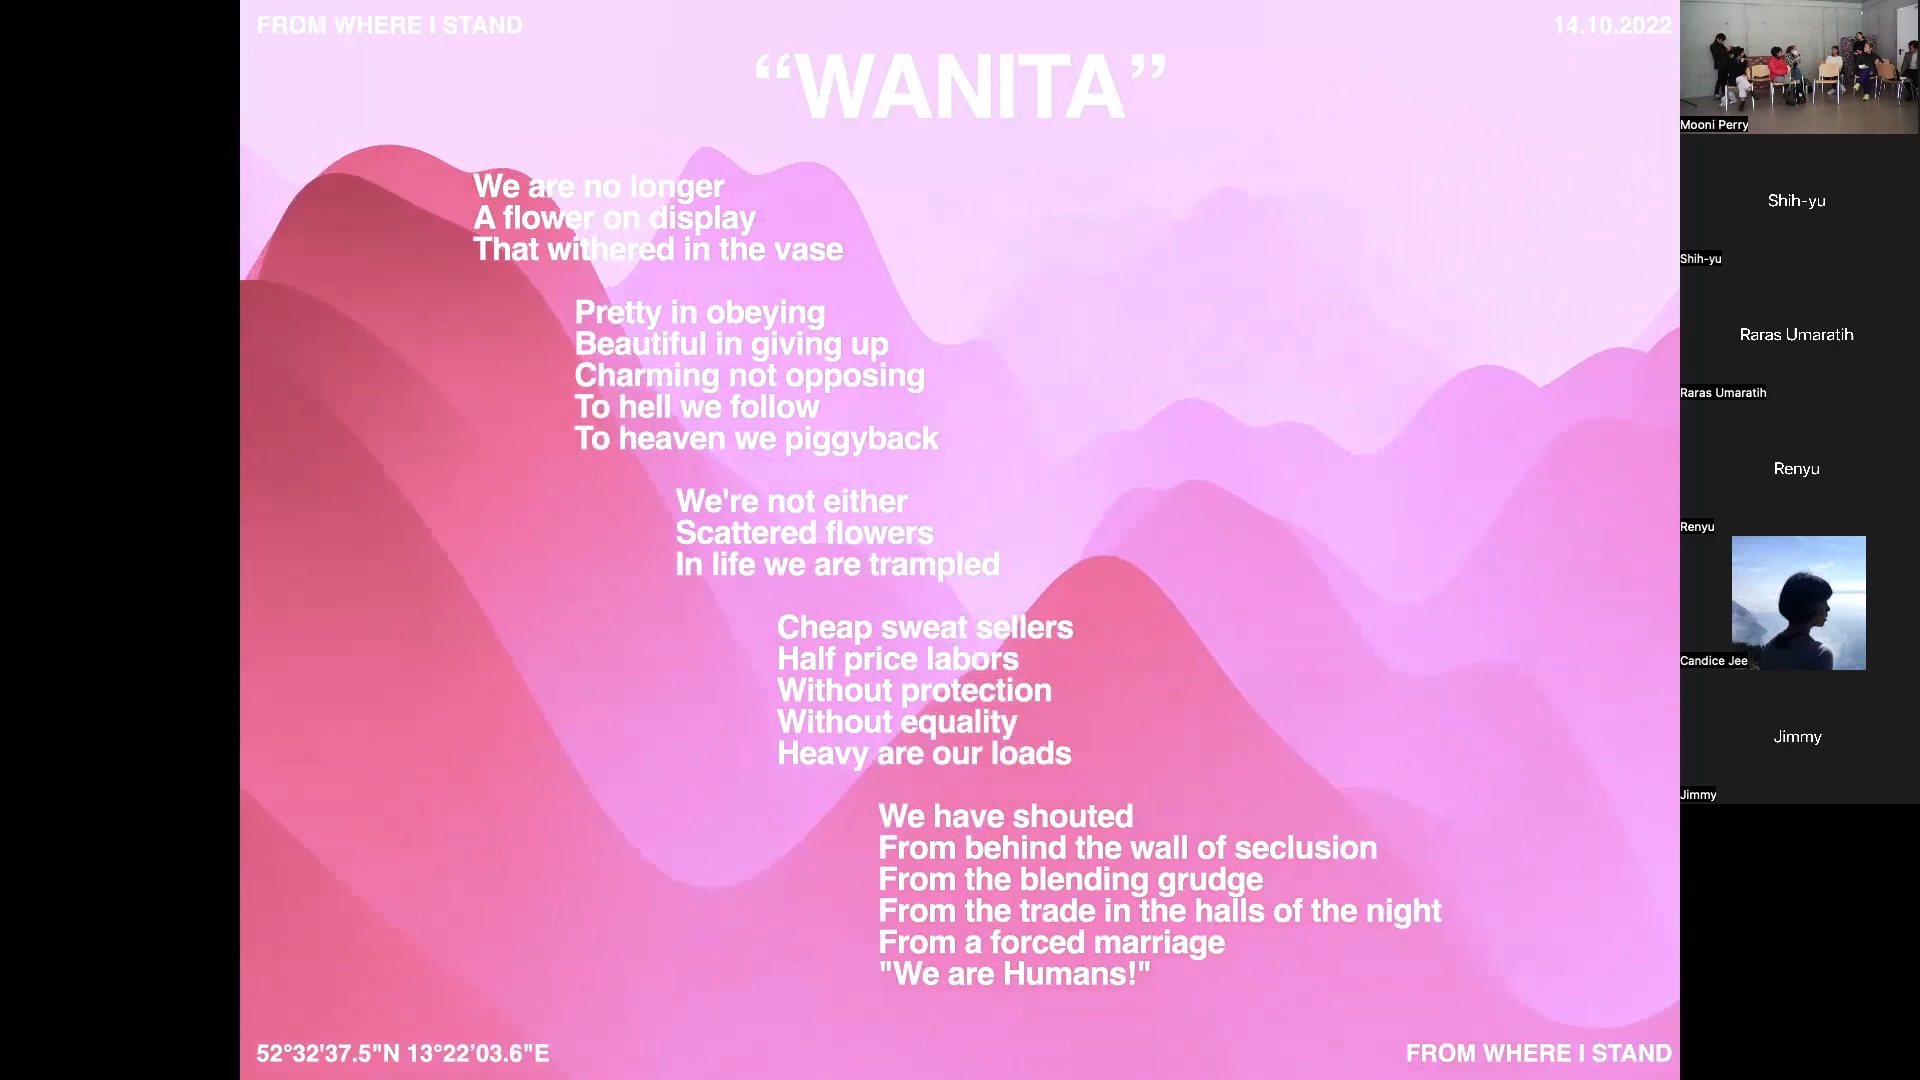 FROM WHERE I STAND
14.10.2022
“WANITA”
We are no longer
A flower on display
That withered in the vase
Pretty in obeying
Beautiful in giving up
Charming not opposing
To hell we follow
To heaven we piggyback
We're not either
Scattered flowers
In life we are trampled
Cheap sweat sellers
Half price labors
Without protection
Without equality
Heavy are our loads
We have shouted
From behind the wall of seclusion
From the blending grudge
From the trade in the halls of the night
From a forced marriage
"We are Humans!"
52°32'37.5"N 13°22’03.6"E
FROM WHERE I STAND
Mooni Perry
Shih-yu
Shih-yu
Raras Umaratih
Raras Umaratih
Renyu
Renyu
Candice Jee
Jimmy
Jimmy